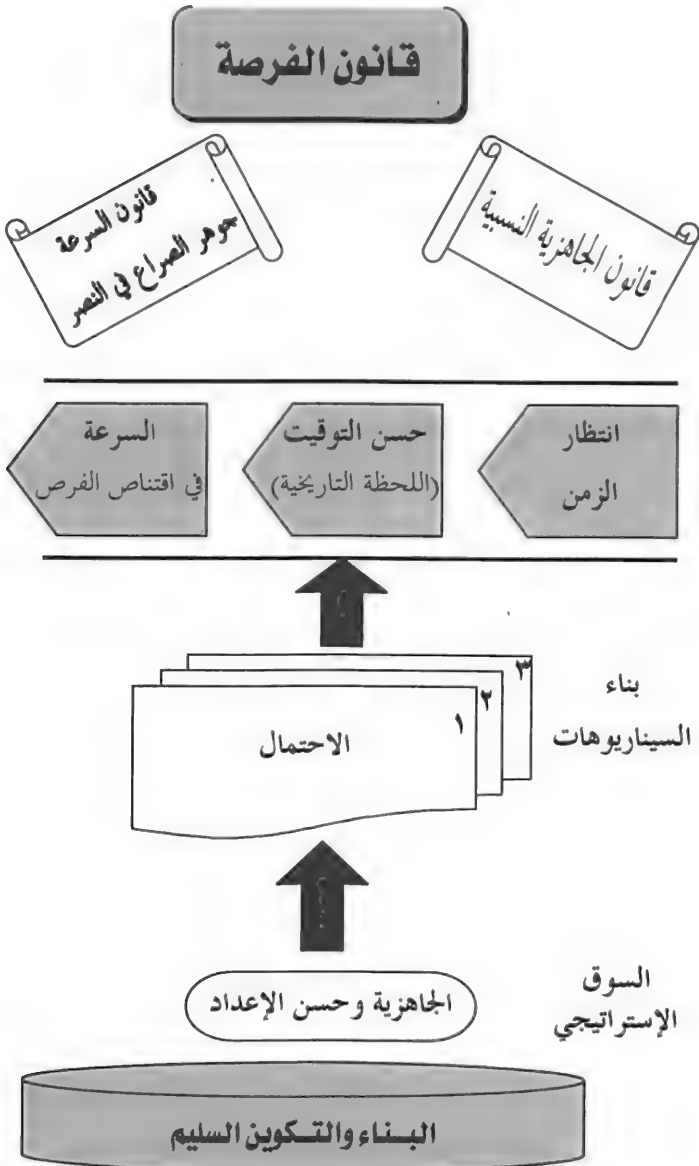 قانون الفرصة
قانون الجاهزية النسبية
قانون السرعة
جوهر الصراع في النصر
انتظار
الزمن
حسن التوقيت
(اللحظة التاريخية)
السرعة
في اقتناص الفرص
بناء
السيناريوهات
٣
٢
١
الاحتمال
السوق
الإستراتيجي
الجاهزية وحسن الإعداد
البناء والتكوين السليم